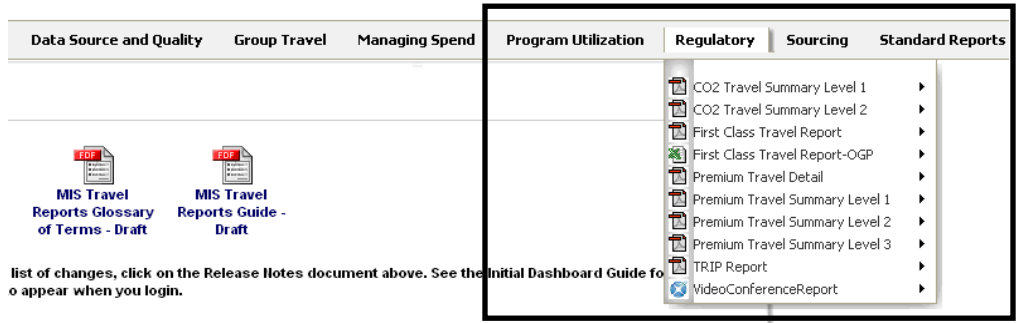 Data Source and Quality Group Travel Managing Spend Program Utilization Regulatory Sourcing Standard Reports
CO2 Travel Summary Level 1
CO2 Travel Summary Level 2
First Class Travel Report
First Class Travel Report-OGP
Premium Travel Detail
Premium Travel Summary Level 1
Premium Travel Summary Level 2
Premium Travel Summary Level 3
TRIP Report
VideoConferenceReport
PDF
MIS Travel
Reports Glossary
of Terms - Draft
PDF
MIS Travel
Reports Guide -
Draft
list of changes, click on the Release Notes document above. See the Initial Dashboard Guide fo
o appear when you login.